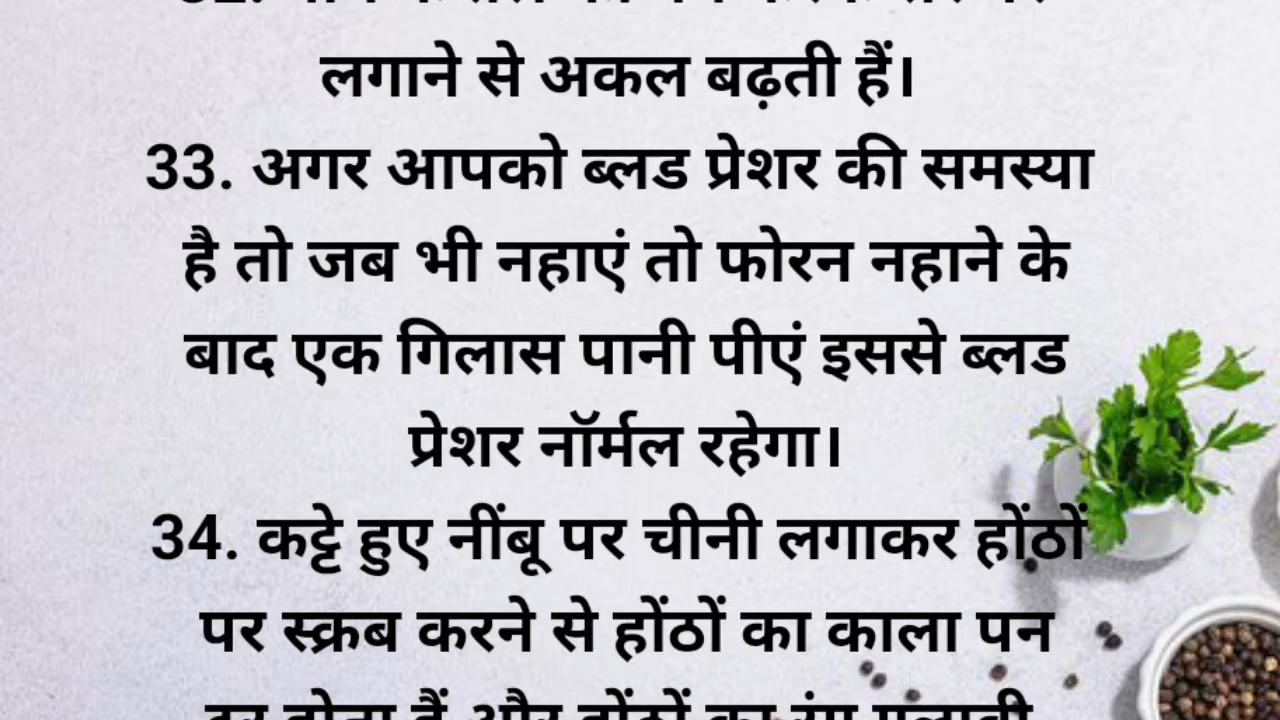 लगाने से अकल बढ़ती हैं।
33. अगर आपको ब्लड प्रेशर की समस्या
है तो जब भी नहाएं तो फोरन नहाने के
बाद एक गिलास पानी पीएं इससे ब्लड
प्रेशर नॉर्मल रहेगा।
34. कट्टे हुए नींबू पर चीनी लगाकर होंठों
पर स्क्रब करने से होंठों का काला पन